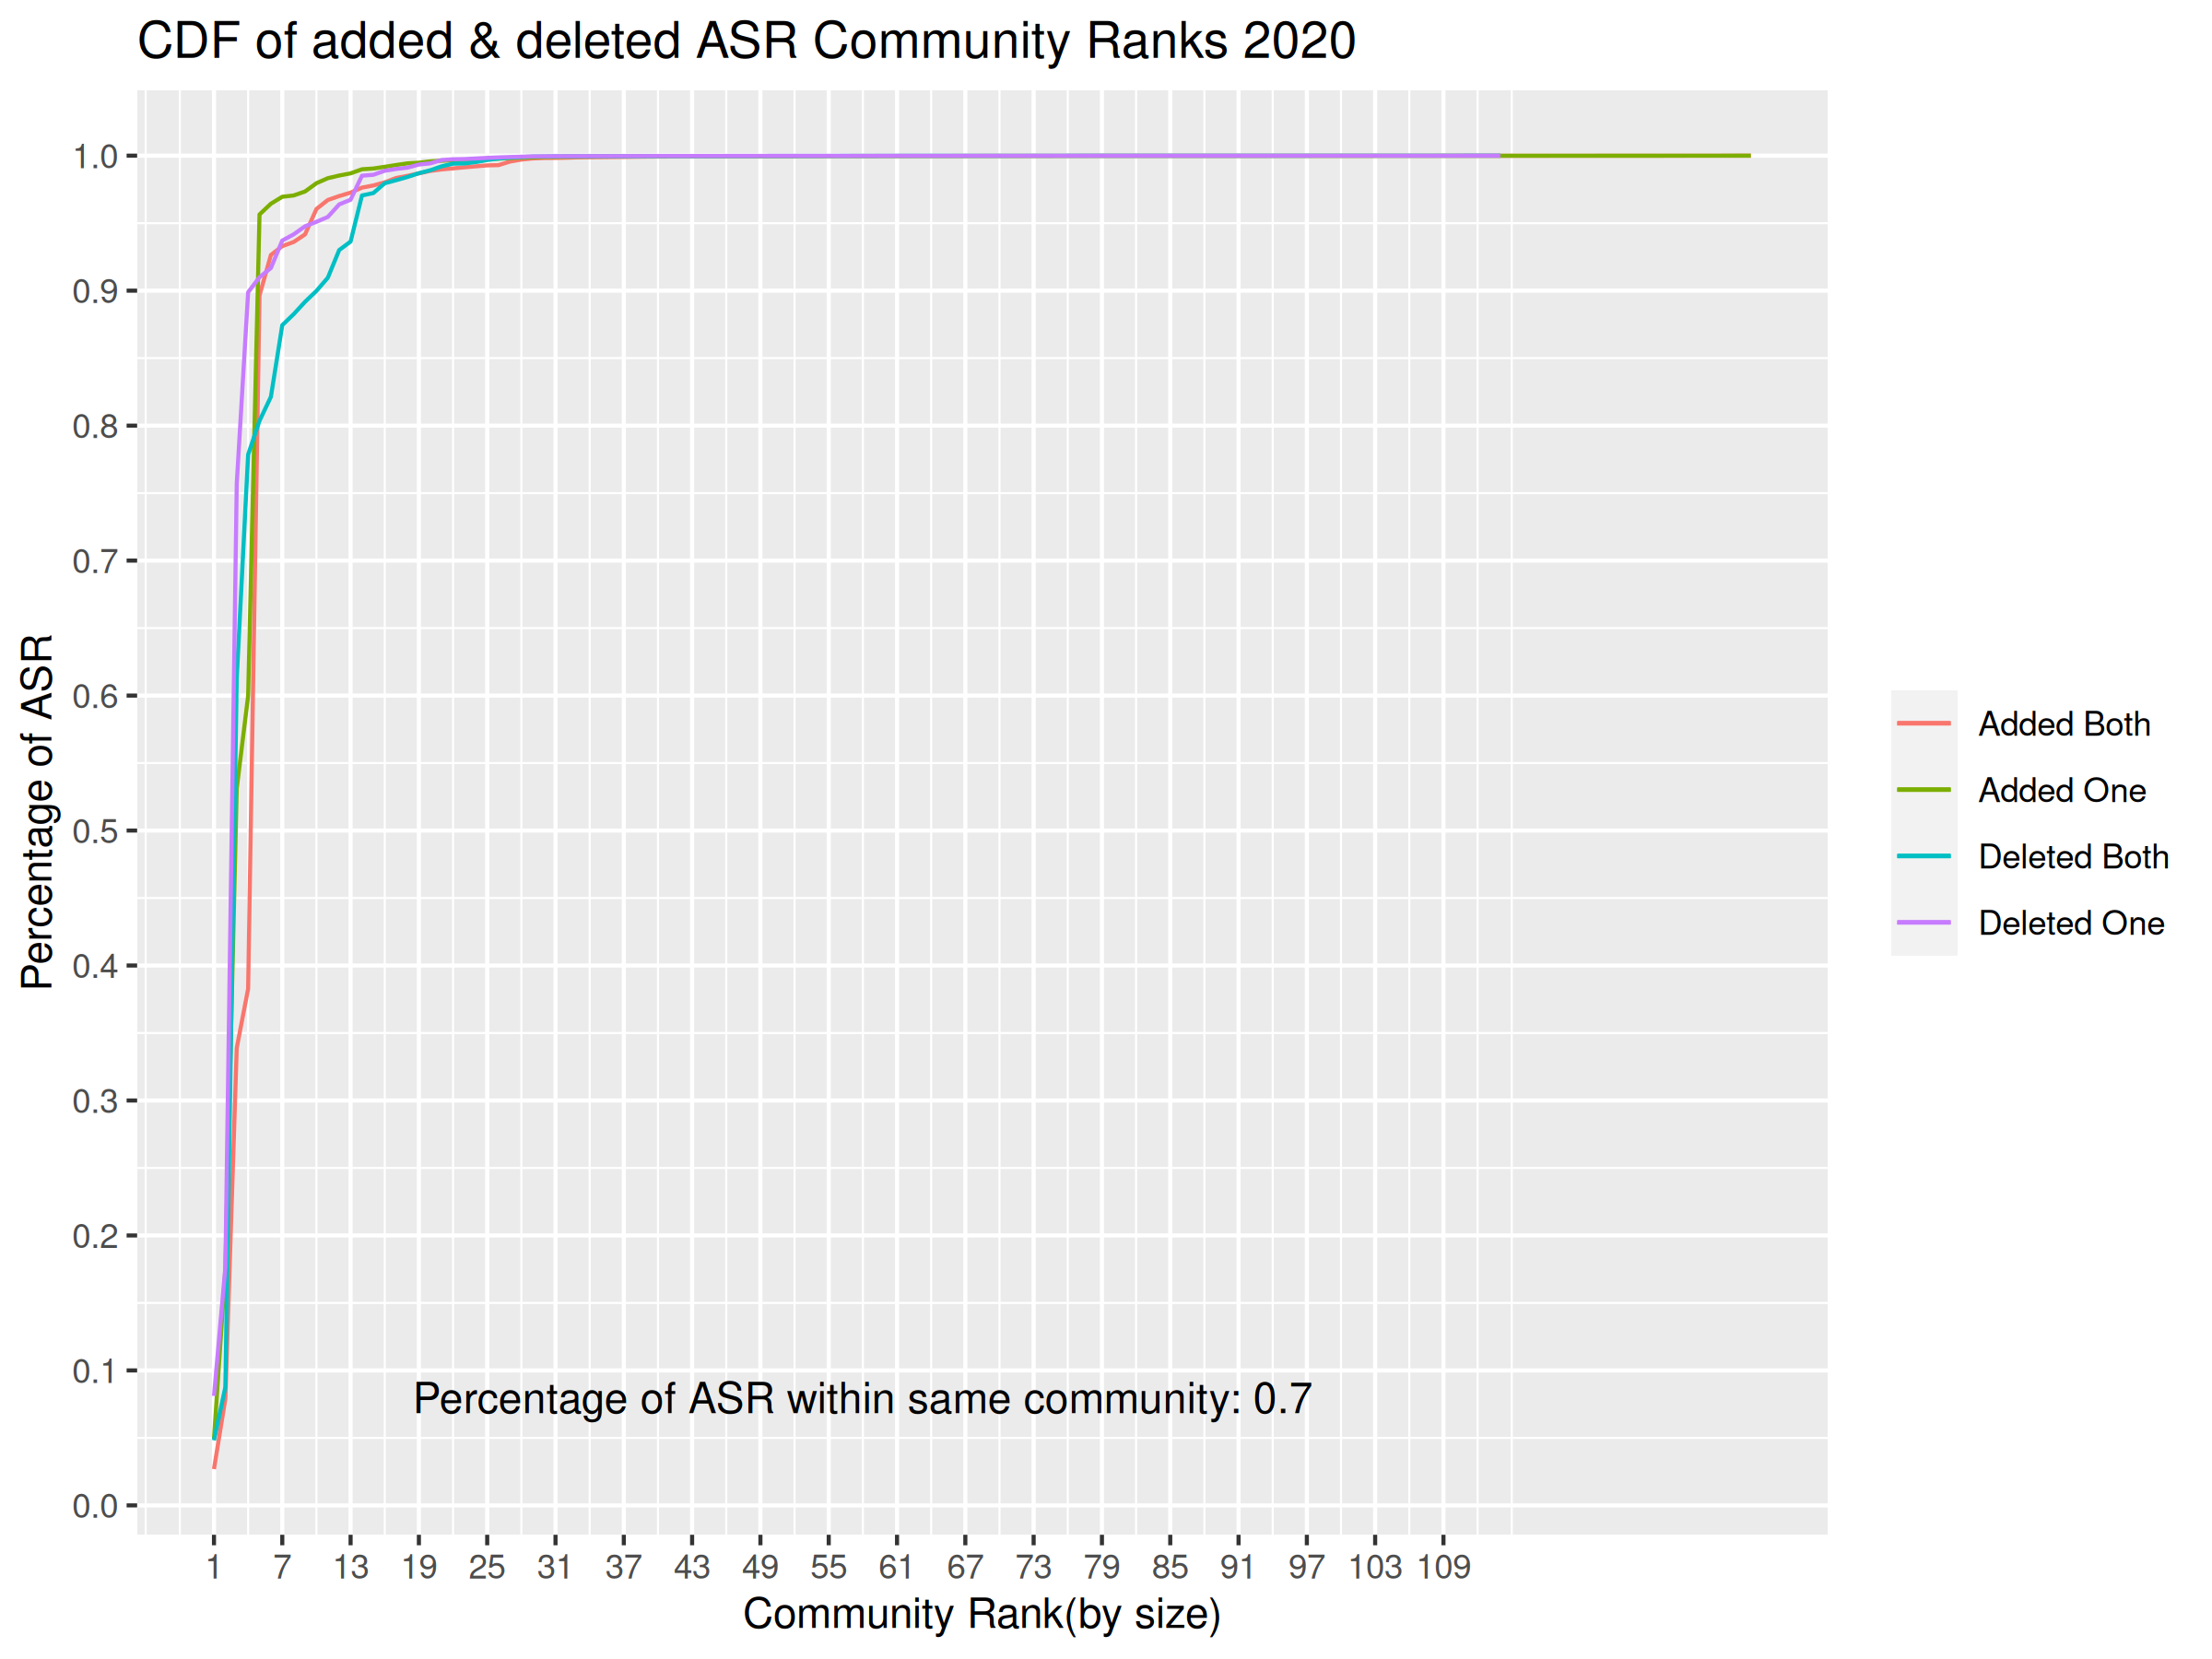 CDF of added & deleted ASR Community Ranks 2020
Percentage of ASR
1.0
0.9
0.8
0.7
0.6
0.5
0.4
0.3
0.2
0.1
0.0
Percentage of ASR within same community: 0.7
1 7 13 19 25 31 37 43 49 55 61 67 73 79 85 91 97 103 109
Community Rank(by size)
Added Both
Added One
Deleted Both
Deleted One